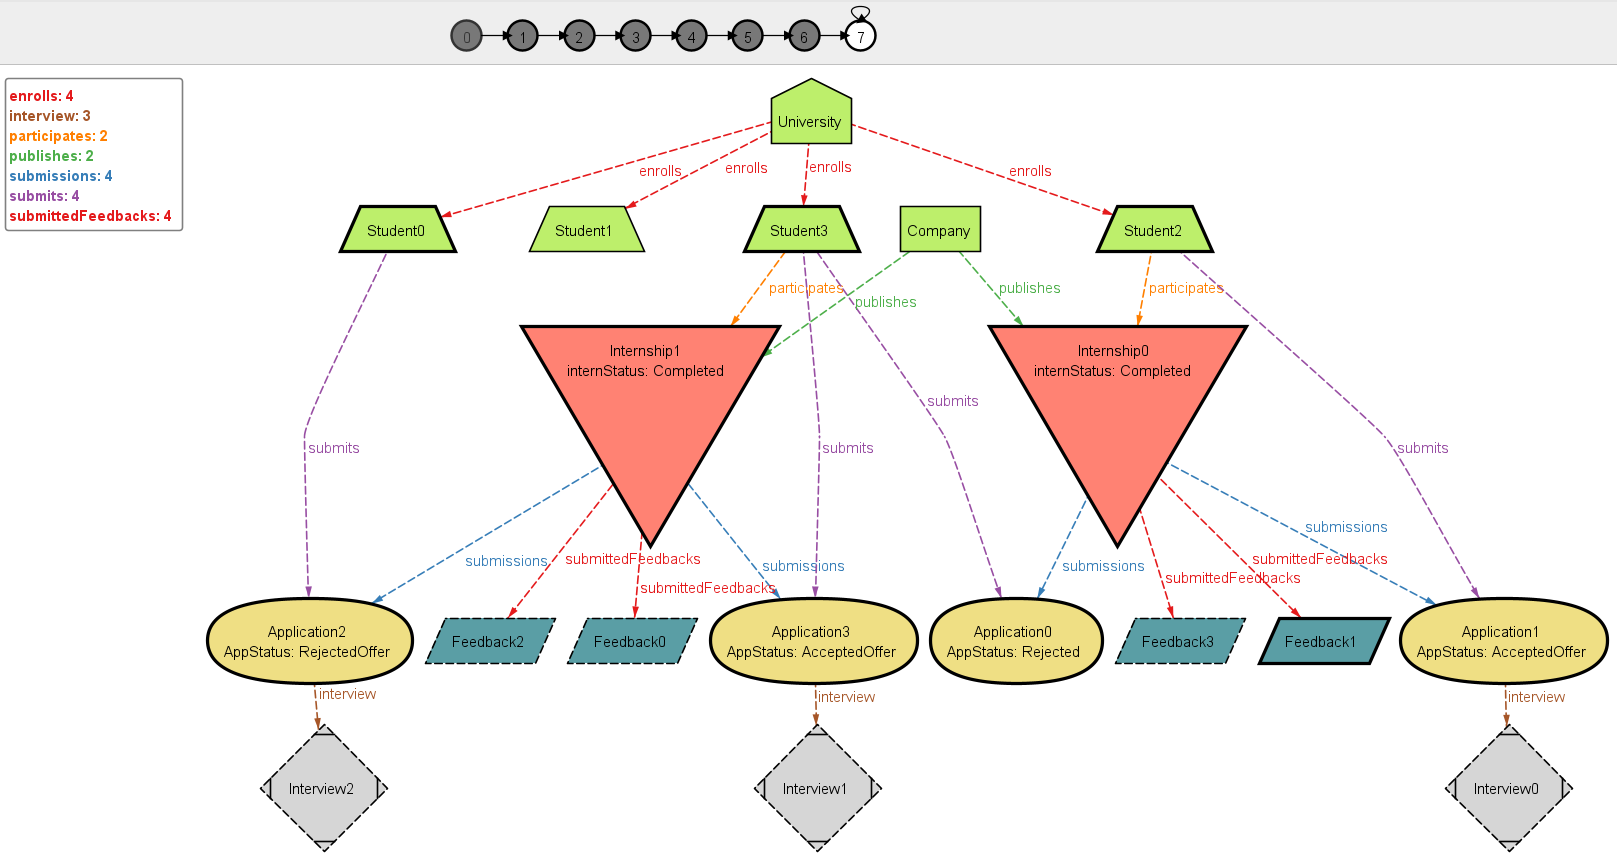 0 1 2 3 4 5 6 7
enrolls: 4
interview: 3
participates: 2
publishes: 2
submissions: 4
submits: 4
submittedFeedbacks: 4
University
enrolls enrolls enrolls enrolls
Student0 Student1 Student3 Company Student2
participates publishes publishes participates
Internship1
internStatus: Completed
Internship0
internStatus: Completed
submits submits submits submits
submissions submittedFeedbacks submittedFeedbacks submissions submissions submittedFeedbacks submittedFeedbacks submissions
Application2
AppStatus: RejectedOffer
Feedback2
Feedback0
Application3
AppStatus: AcceptedOffer
Application0
AppStatus: Rejected
Feedback3
Feedback1
Application1
AppStatus: AcceptedOffer
interview interview interview
Interview2 Interview1 Interview0